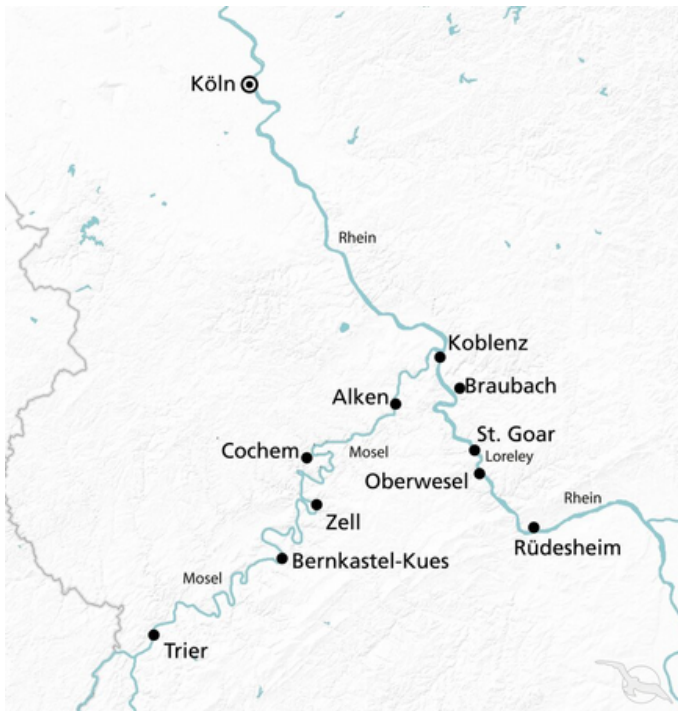 Köln
Rhein
Koblenz
Braubach
Alken
St. Goar
Cochem
Mosel
Loreley
Oberwesel
Rhein
Zell
Rüdesheim
Bernkastel-Kues
Mosel
Trier